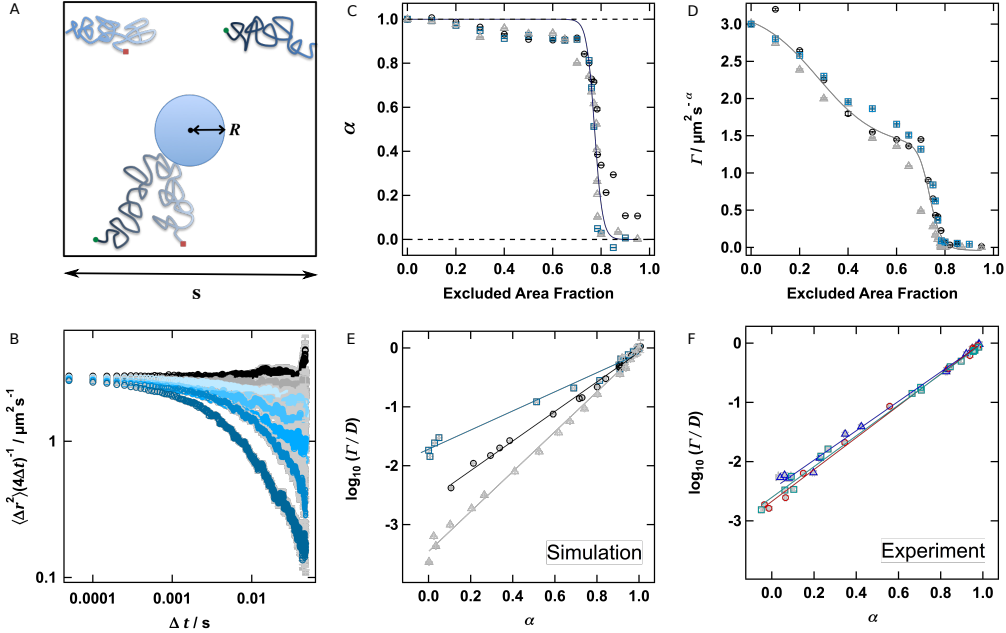 A
R
s
B
1
0.1
0.0001
0.001
0.01
Δ t / s
⟨Δr²⟩(4Δt)⁻¹ / µm² s⁻¹
C
1.0
0.8
0.6
0.4
0.2
0.0
α
0.0 0.2 0.4 0.6 0.8 1.0
Excluded Area Fraction
D
3.0
2.5
2.0
1.5
1.0
0.5
0.0
Γ / µm² s⁻ᵅ
0.0 0.2 0.4 0.6 0.8 1.0
Excluded Area Fraction
E
0
-1
-2
-3
log₁₀ (Γ / D)
Simulation
0.0 0.2 0.4 0.6 0.8 1.0
α
F
0
-1
-2
-3
log₁₀ (Γ / D)
Experiment
0.0 0.2 0.4 0.6 0.8 1.0
α